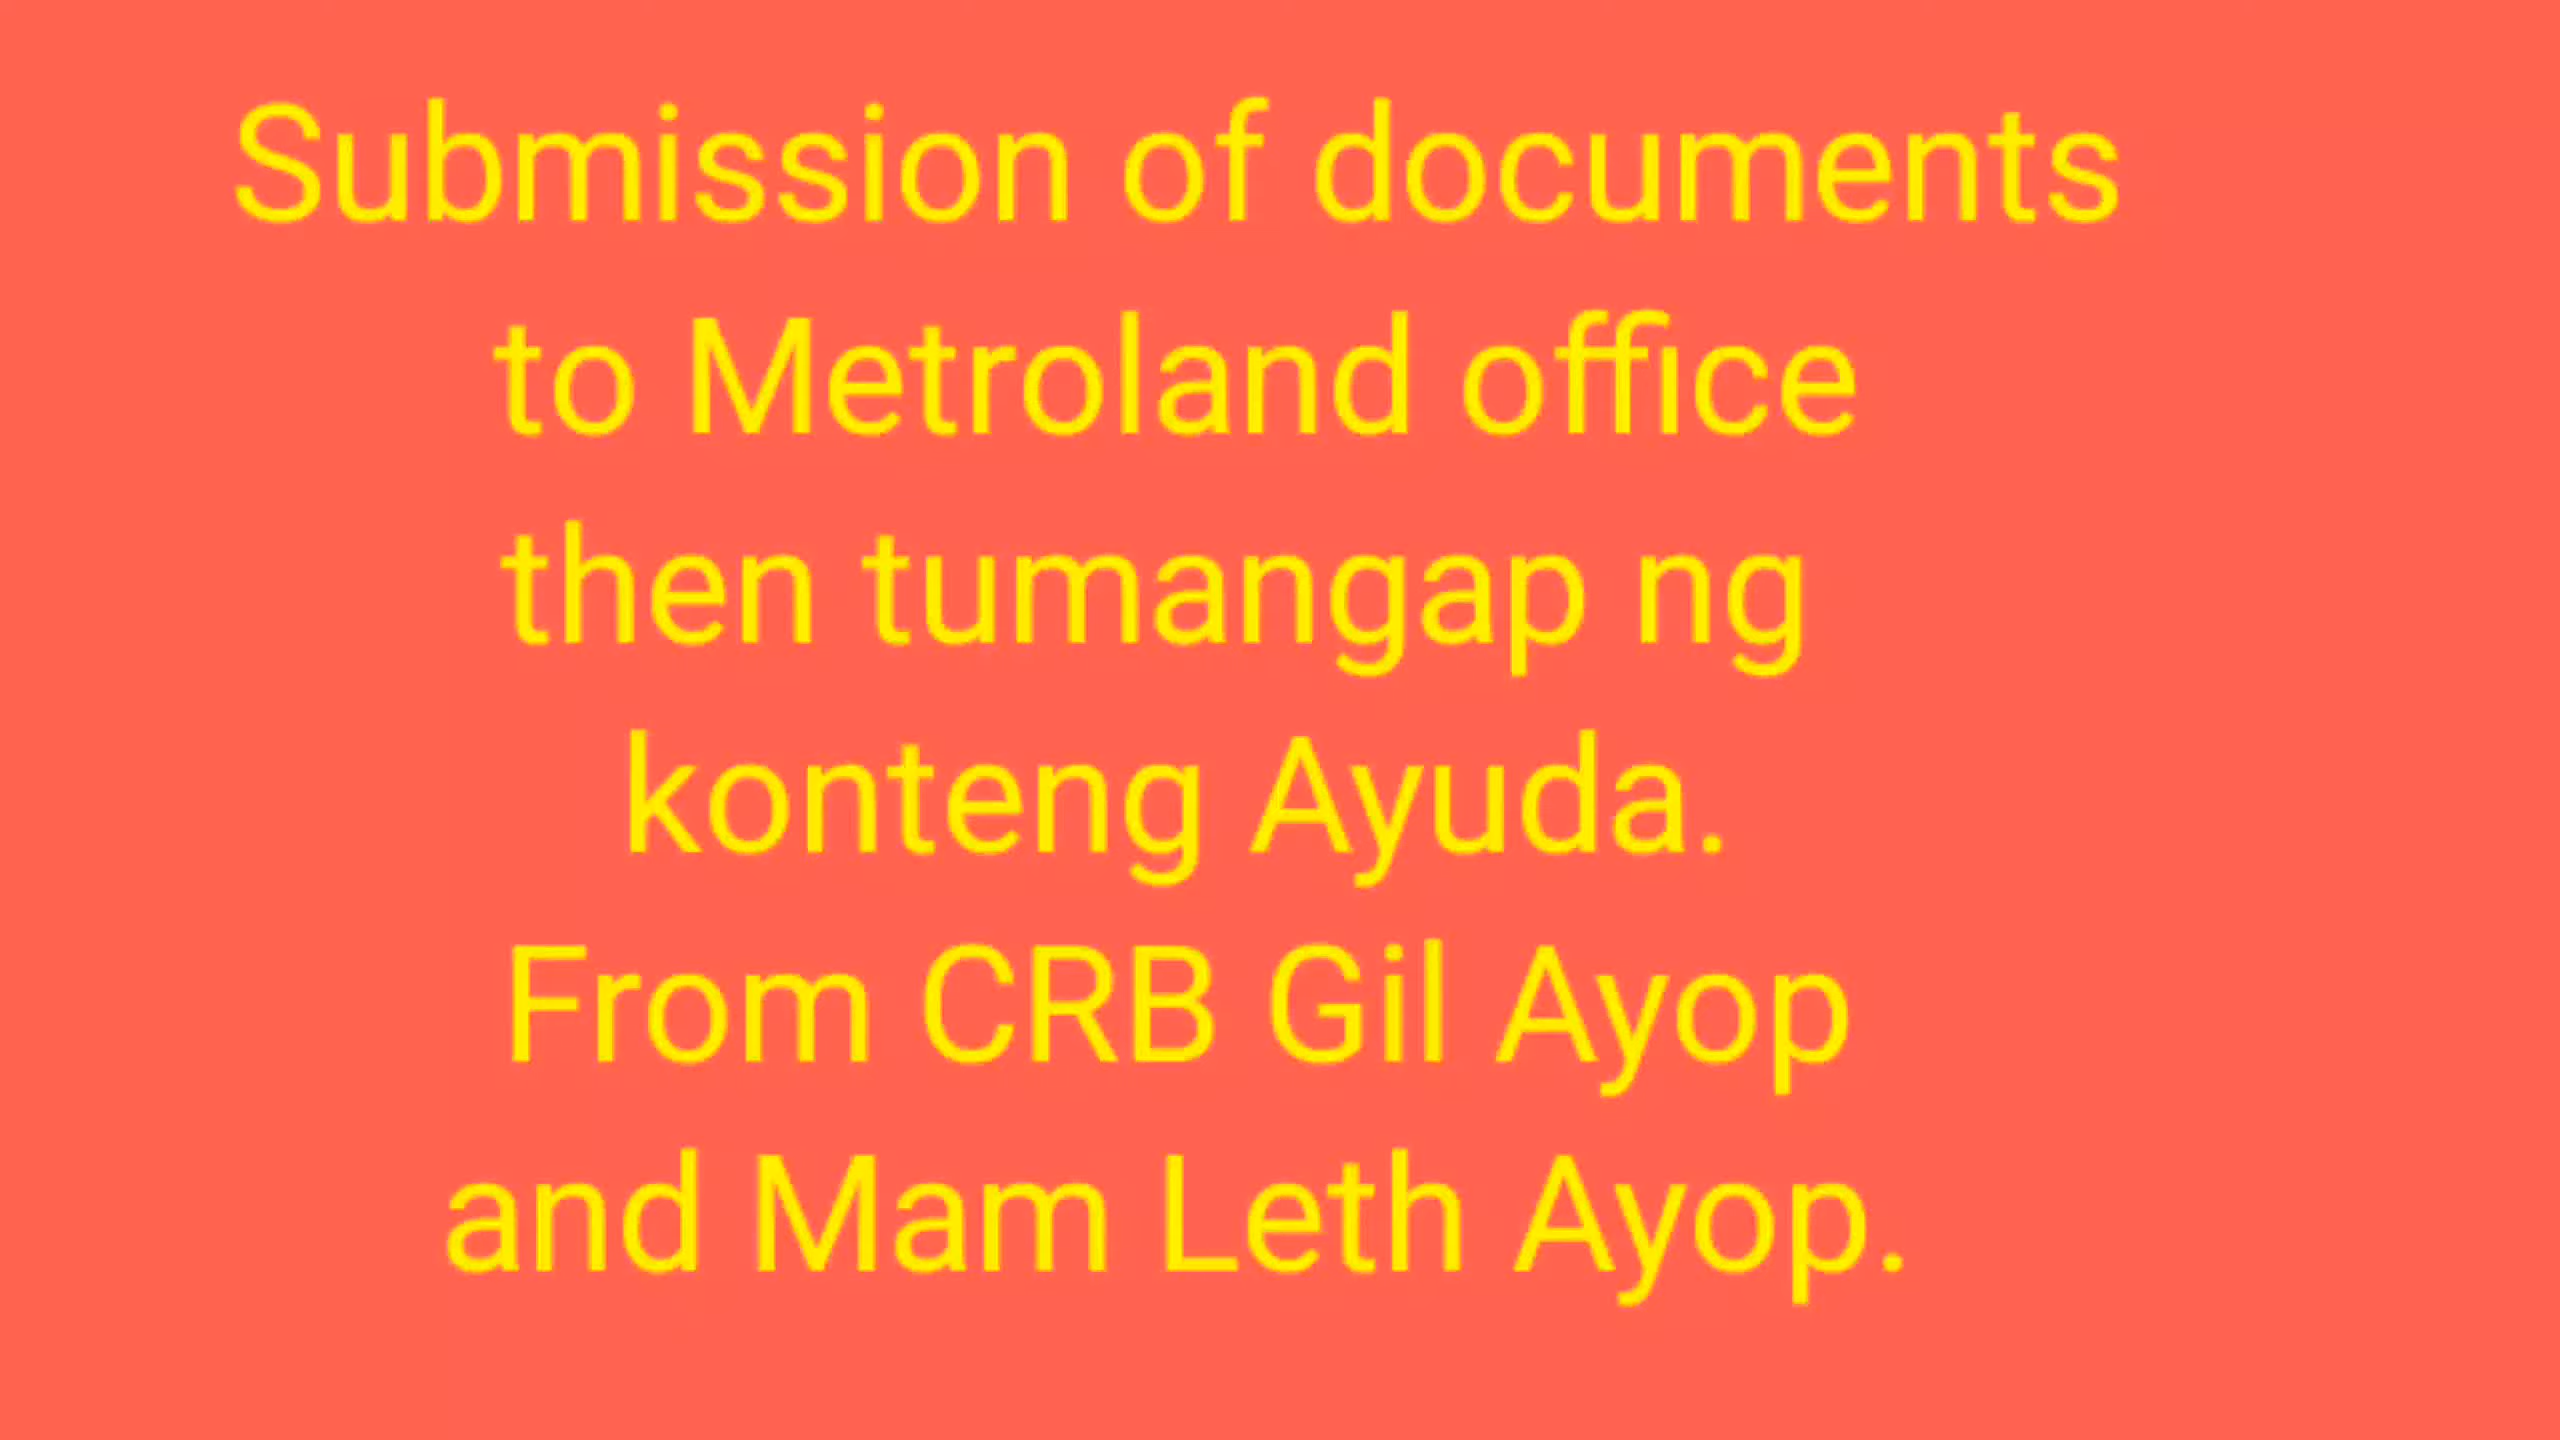 Submission of documents
to Metroland office
then tumangap ng
konteng Ayuda.
From CRB Gil Ayop
and Mam Leth Ayop.